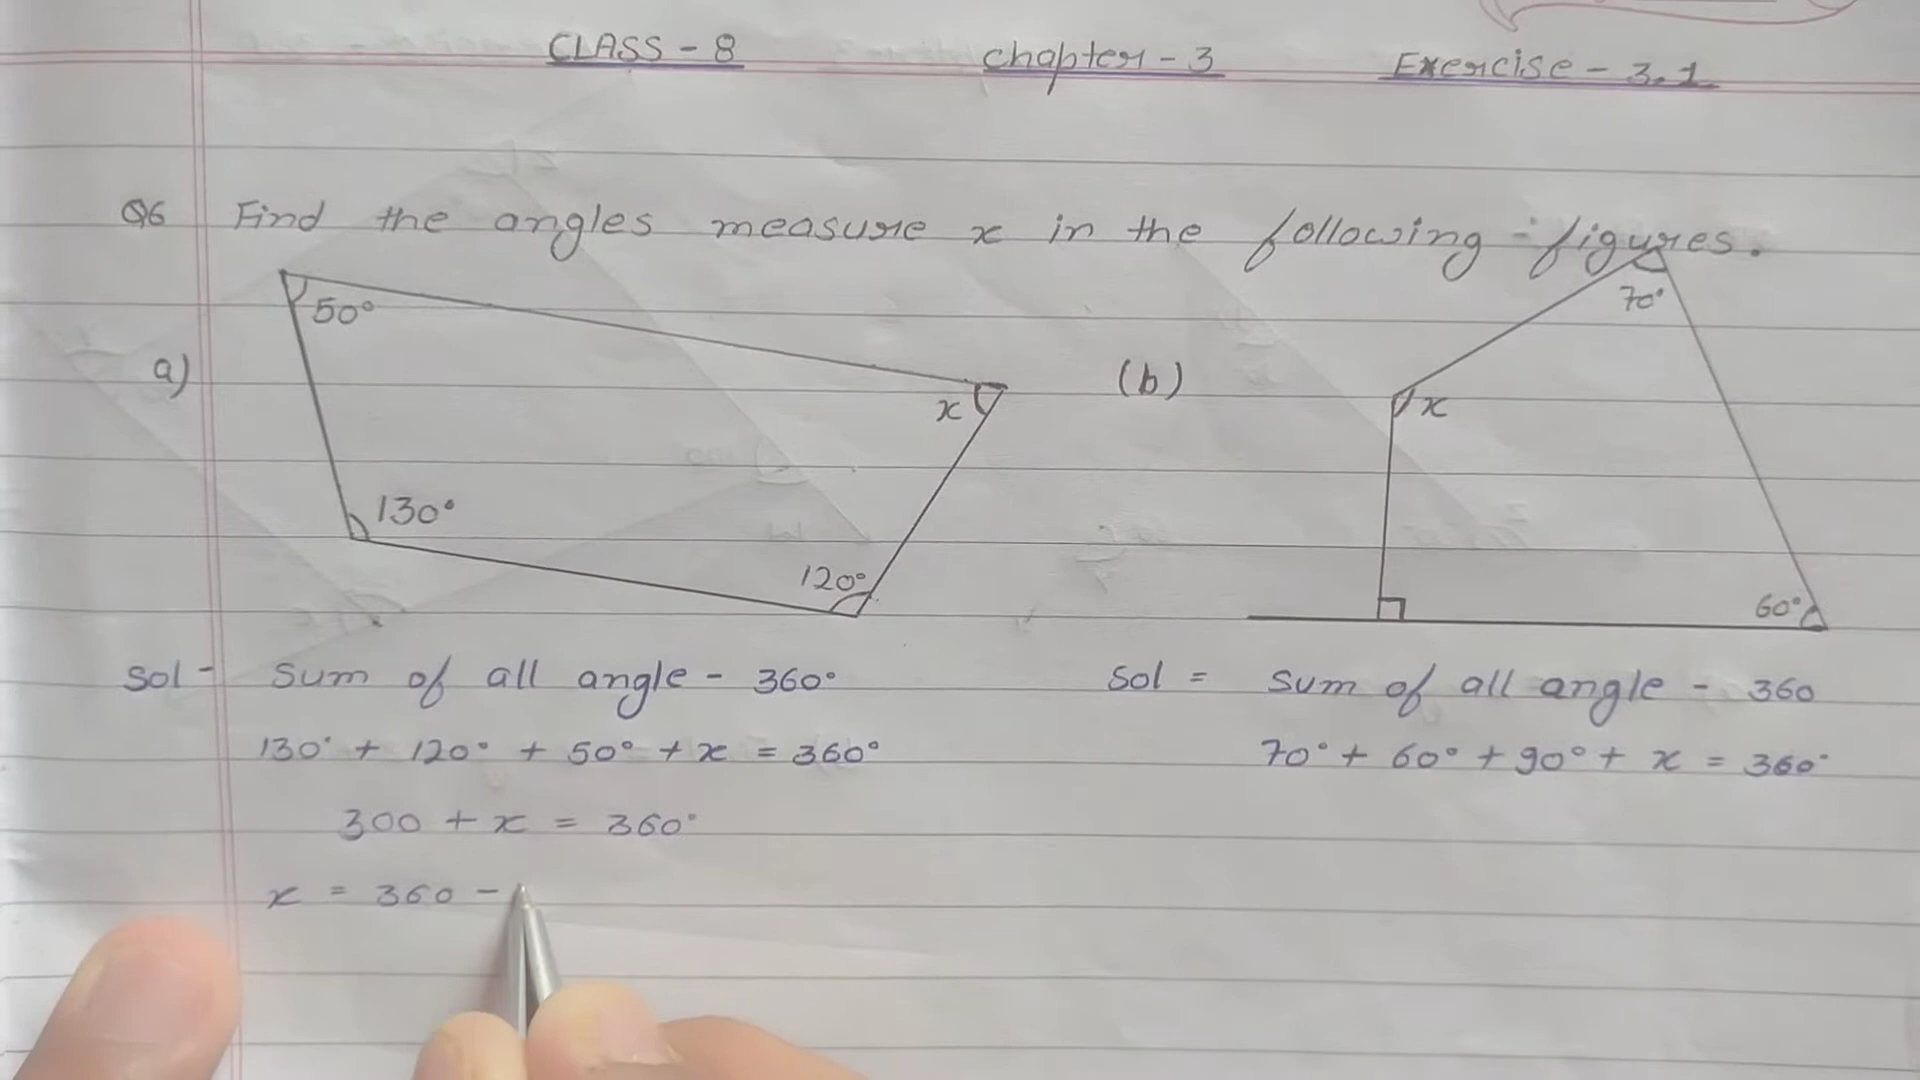 CLASS - 8 Chapter - 3 Exercise - 3.1
Q6 Find the angles measure x in the following figures.
a)
50°
x
130°
120°
(b)
70°
x
60°
Sol - Sum of all angle - 360°
130° + 120° + 50° + x = 360°
300 + x = 360°
x = 360 -
Sol = Sum of all angle - 360
70° + 60° + 90° + x = 360°